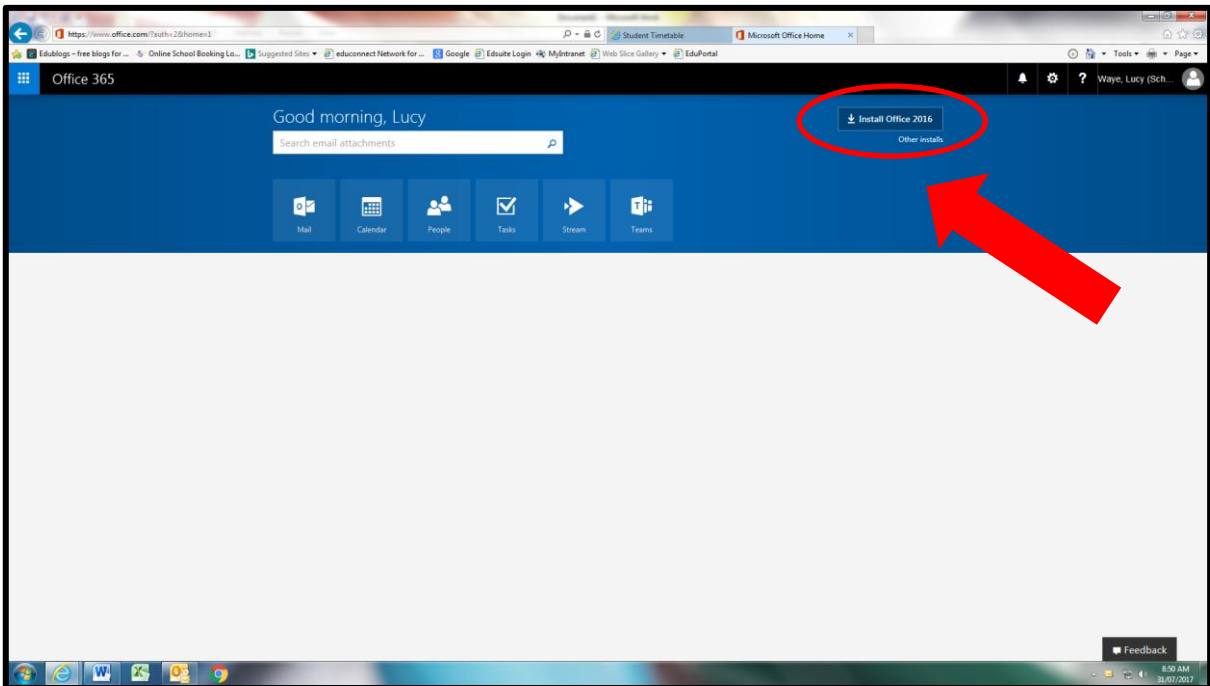 https://www.office.com/?auth=2&home=1
Student Timetable
Microsoft Office Home
Edublogs – free blogs for ...
Online School Booking Lo...
Suggested Sites
educonnect Network for ...
Google
Edsuite Login
MyIntranet
Web Slice Gallery
EduPortal
Tools
Page
Office 365
?
Waye, Lucy (Sch...
Good morning, Lucy
Install Office 2016
Search email attachments
Other installs
Mail
Calendar
People
Tasks
Stream
Teams
Feedback
8:50 AM
31/07/2017